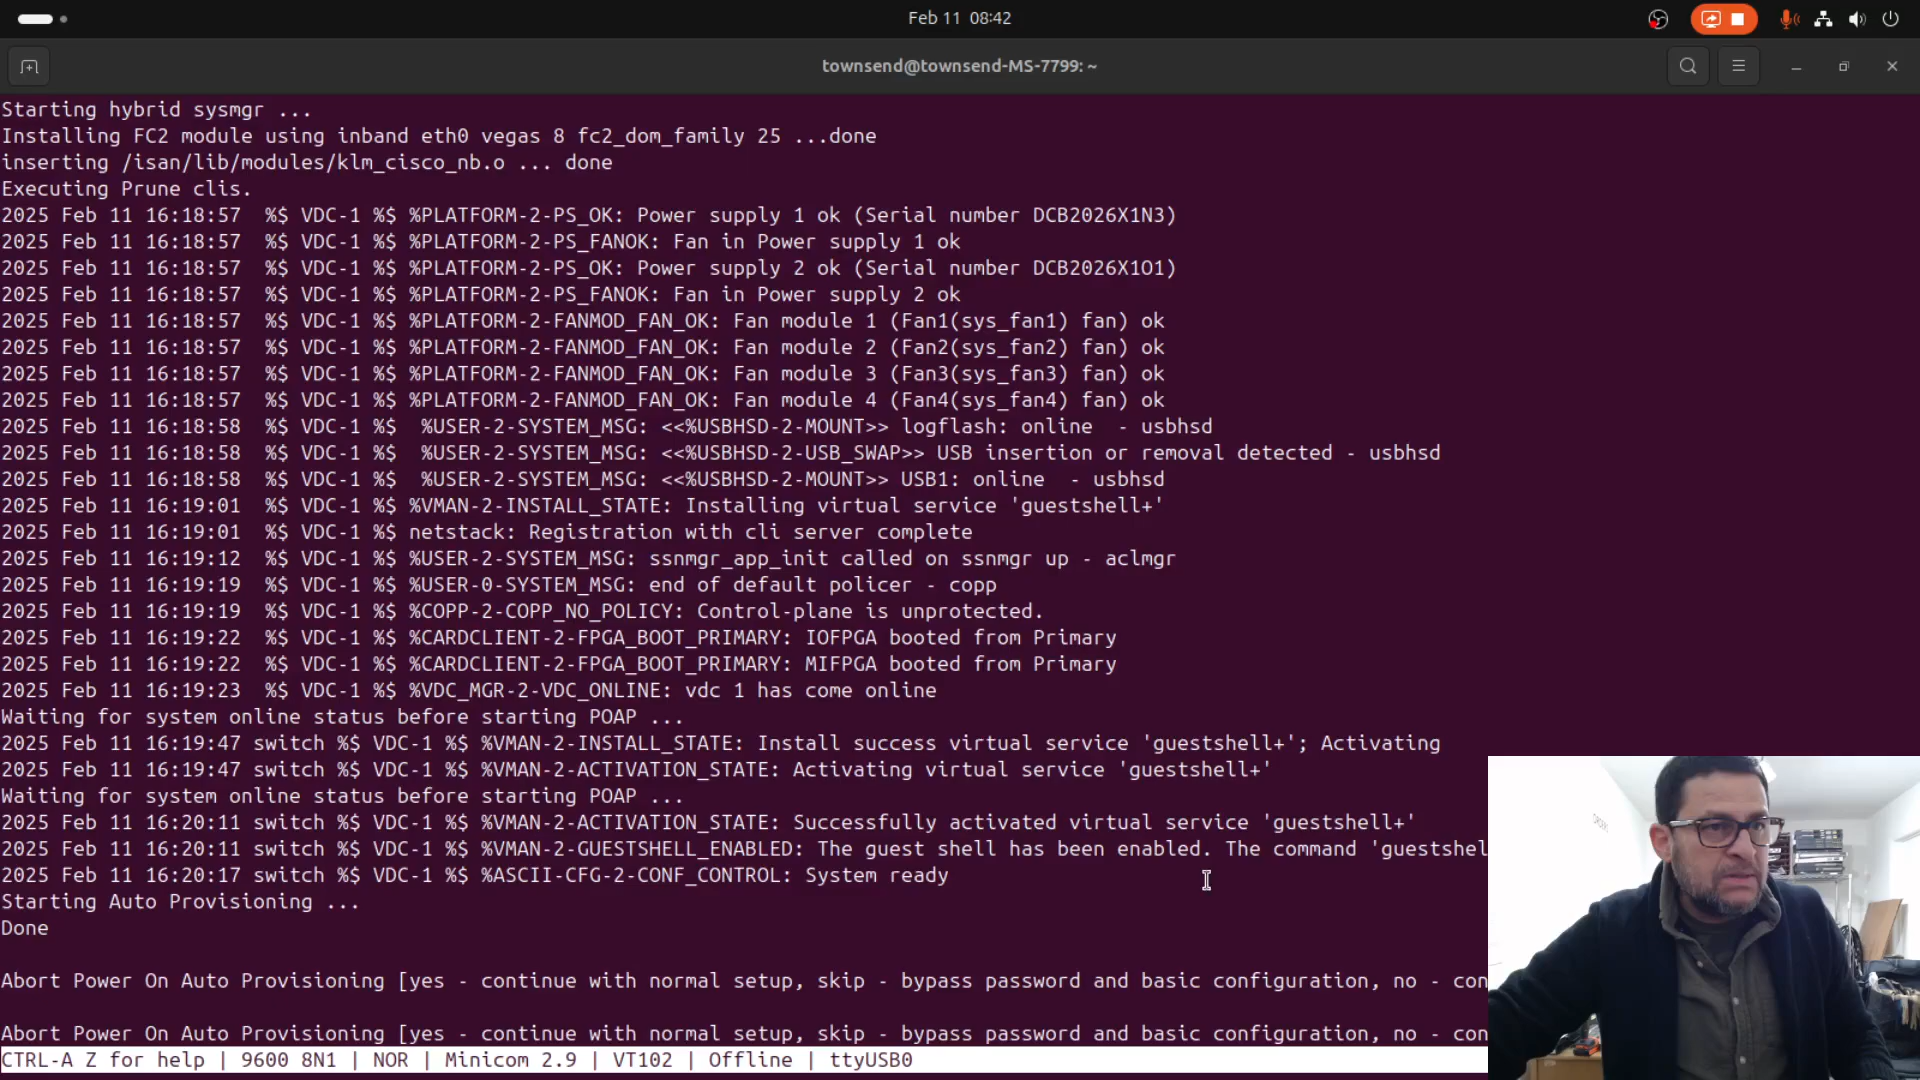 Feb 11 08:42
townsend@townsend-MS-7799: ~
Starting hybrid sysmgr ...
Installing FC2 module using inband eth0 vegas 8 fc2_dom_family 25 ...done
inserting /isan/lib/modules/klm_cisco_nb.o ... done
Executing Prune clis.
2025 Feb 11 16:18:57  %$ VDC-1 %$ %PLATFORM-2-PS_OK: Power supply 1 ok (Serial number DCB2026X1N3)
2025 Feb 11 16:18:57  %$ VDC-1 %$ %PLATFORM-2-PS_FANOK: Fan in Power supply 1 ok
2025 Feb 11 16:18:57  %$ VDC-1 %$ %PLATFORM-2-PS_OK: Power supply 2 ok (Serial number DCB2026X1O1)
2025 Feb 11 16:18:57  %$ VDC-1 %$ %PLATFORM-2-PS_FANOK: Fan in Power supply 2 ok
2025 Feb 11 16:18:57  %$ VDC-1 %$ %PLATFORM-2-FANMOD_FAN_OK: Fan module 1 (Fan1(sys_fan1) fan) ok
2025 Feb 11 16:18:57  %$ VDC-1 %$ %PLATFORM-2-FANMOD_FAN_OK: Fan module 2 (Fan2(sys_fan2) fan) ok
2025 Feb 11 16:18:57  %$ VDC-1 %$ %PLATFORM-2-FANMOD_FAN_OK: Fan module 3 (Fan3(sys_fan3) fan) ok
2025 Feb 11 16:18:57  %$ VDC-1 %$ %PLATFORM-2-FANMOD_FAN_OK: Fan module 4 (Fan4(sys_fan4) fan) ok
2025 Feb 11 16:18:58  %$ VDC-1 %$  %USER-2-SYSTEM_MSG: <<%USBHSD-2-MOUNT>> logflash: online  - usbhsd
2025 Feb 11 16:18:58  %$ VDC-1 %$  %USER-2-SYSTEM_MSG: <<%USBHSD-2-USB_SWAP>> USB insertion or removal detected - usbhsd
2025 Feb 11 16:18:58  %$ VDC-1 %$  %USER-2-SYSTEM_MSG: <<%USBHSD-2-MOUNT>> USB1: online  - usbhsd
2025 Feb 11 16:19:01  %$ VDC-1 %$ %VMAN-2-INSTALL_STATE: Installing virtual service 'guestshell+'
2025 Feb 11 16:19:01  %$ VDC-1 %$ netstack: Registration with cli server complete
2025 Feb 11 16:19:12  %$ VDC-1 %$ %USER-2-SYSTEM_MSG: ssnmgr_app_init called on ssnmgr up - aclmgr
2025 Feb 11 16:19:19  %$ VDC-1 %$ %USER-0-SYSTEM_MSG: end of default policer - copp
2025 Feb 11 16:19:19  %$ VDC-1 %$ %COPP-2-COPP_NO_POLICY: Control-plane is unprotected.
2025 Feb 11 16:19:22  %$ VDC-1 %$ %CARDCLIENT-2-FPGA_BOOT_PRIMARY: IOFPGA booted from Primary
2025 Feb 11 16:19:22  %$ VDC-1 %$ %CARDCLIENT-2-FPGA_BOOT_PRIMARY: MIFPGA booted from Primary
2025 Feb 11 16:19:23  %$ VDC-1 %$ %VDC_MGR-2-VDC_ONLINE: vdc 1 has come online
Waiting for system online status before starting POAP ...
2025 Feb 11 16:19:47 switch %$ VDC-1 %$ %VMAN-2-INSTALL_STATE: Install success virtual service 'guestshell+'; Activating
2025 Feb 11 16:19:47 switch %$ VDC-1 %$ %VMAN-2-ACTIVATION_STATE: Activating virtual service 'guestshell+'
Waiting for system online status before starting POAP ...
2025 Feb 11 16:20:11 switch %$ VDC-1 %$ %VMAN-2-ACTIVATION_STATE: Successfully activated virtual service 'guestshell+'
2025 Feb 11 16:20:11 switch %$ VDC-1 %$ %VMAN-2-GUESTSHELL_ENABLED: The guest shell has been enabled. The command 'guestshel
2025 Feb 11 16:20:17 switch %$ VDC-1 %$ %ASCII-CFG-2-CONF_CONTROL: System ready
Starting Auto Provisioning ...
Done
Abort Power On Auto Provisioning [yes - continue with normal setup, skip - bypass password and basic configuration, no - con
Abort Power On Auto Provisioning [yes - continue with normal setup, skip - bypass password and basic configuration, no - con
CTRL-A Z for help | 9600 8N1 | NOR | Minicom 2.9 | VT102 | Offline | ttyUSB0